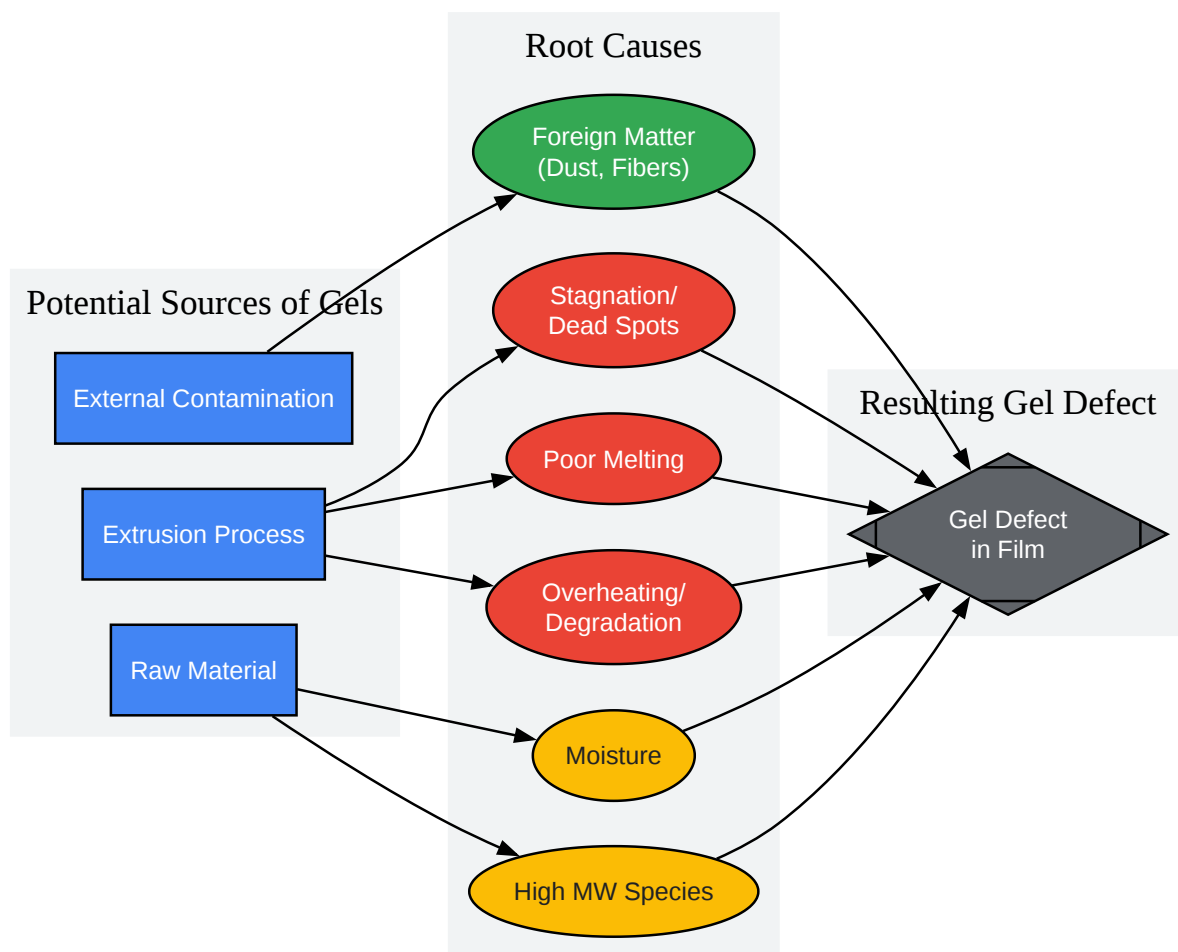 Root Causes
Foreign Matter
(Dust, Fibers)
Stagnation/
Dead Spots
Poor Melting
Overheating/
Degradation
Moisture
High MW Species
Potential Sources of Gels
External Contamination
Extrusion Process
Raw Material
Resulting Gel Defect
Gel Defect
in Film